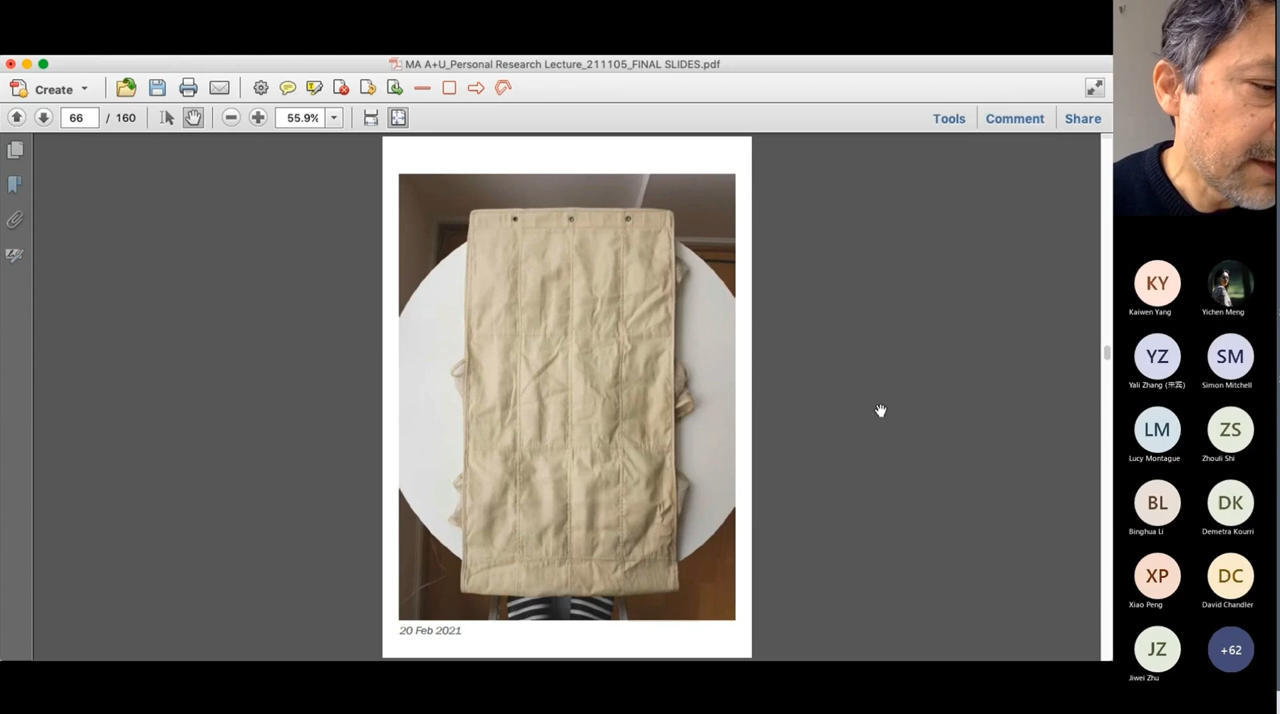 MA A+U_Personal Research Lecture_211105_FINAL SLIDES.pdf
Create
66 / 160
55.9%
Tools Comment Share
20 Feb 2021
KY
Kaiwen Yang
Yichen Meng
YZ
Yali Zhang (
SM
Simon Mitchell
LM
Lucy Montague
ZS
Zhouli Shi
BL
Binghua Li
DK
Demetra Kourri
XP
Xiao Peng
DC
David Chandler
JZ
Jiwei Zhu
+62